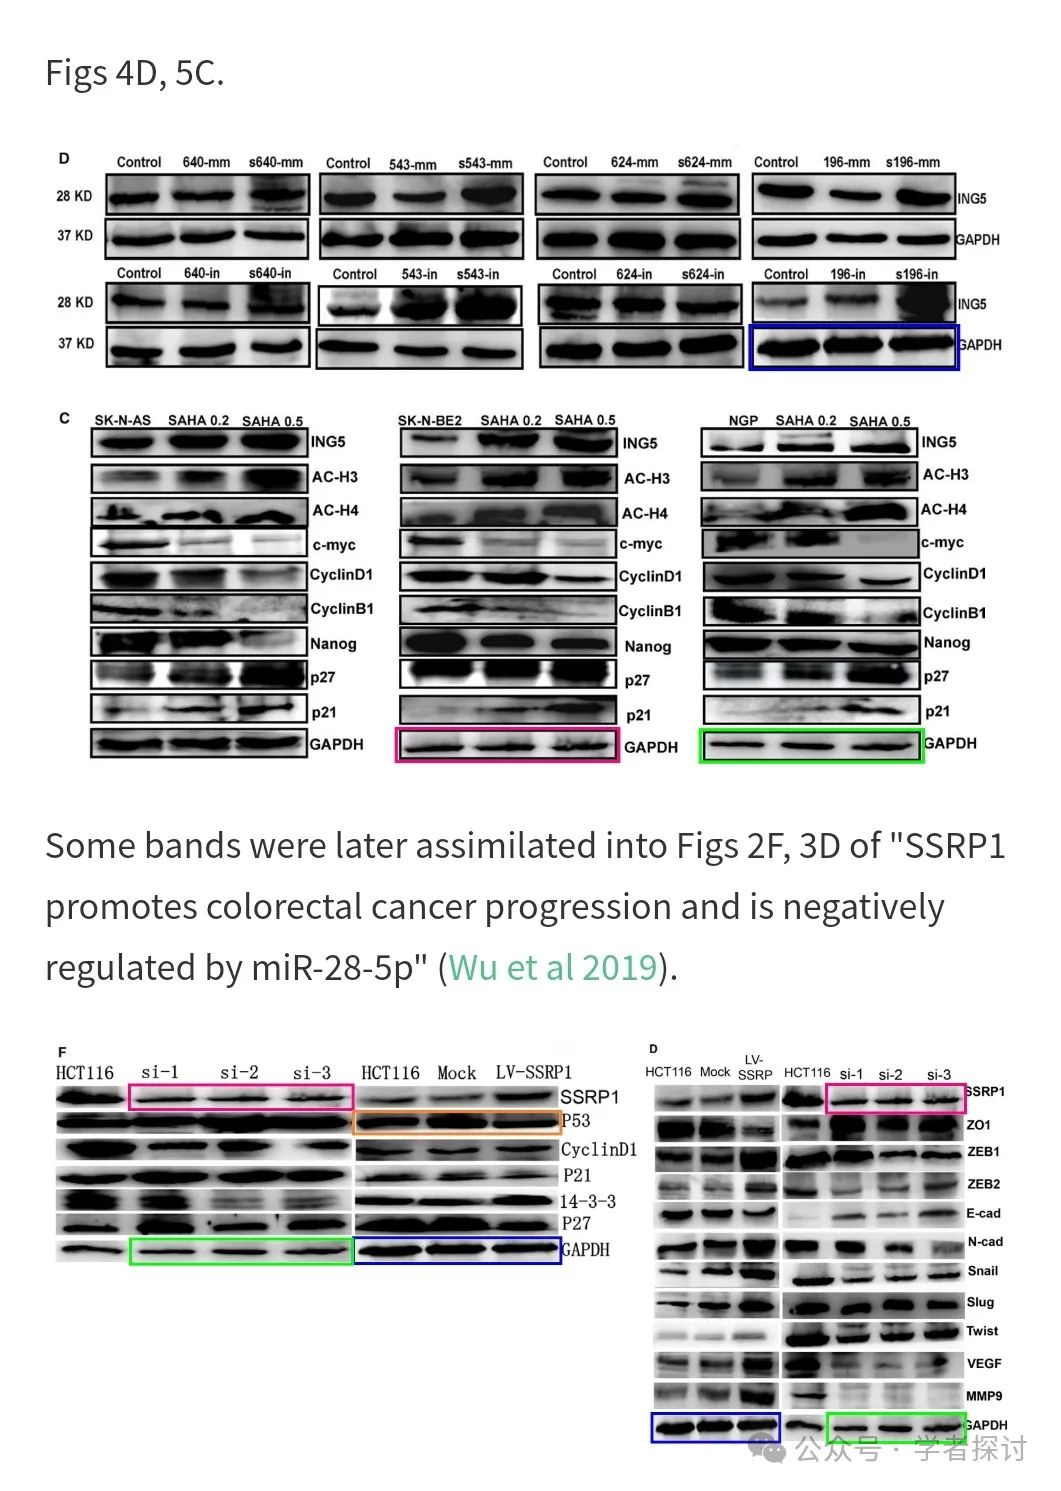 Figs 4D, 5C.
D
Control 640-mm s640-mm Control 543-mm s543-mm Control 624-mm s624-mm Control 196-mm s196-mm
28 KD ING5
37 KD GAPDH
Control 640-in s640-in Control 543-in s543-in Control 624-in s624-in Control 196-in s196-in
28 KD ING5
37 KD GAPDH
C
SK-N-AS SAHA 0.2 SAHA 0.5 SK-N-BE2 SAHA 0.2 SAHA 0.5 NGP SAHA 0.2 SAHA 0.5
ING5 ING5 ING5
AC-H3 AC-H3 AC-H3
AC-H4 AC-H4 AC-H4
c-myc c-myc c-myc
CyclinD1 CyclinD1 CyclinD1
CyclinB1 CyclinB1 CyclinB1
Nanog Nanog Nanog
p27 p27 p27
p21 p21 p21
GAPDH GAPDH GAPDH
Some bands were later assimilated into Figs 2F, 3D of "SSRP1
promotes colorectal cancer progression and is negatively
regulated by miR-28-5p" (Wu et al 2019).
F
HCT116 si-1 si-2 si-3 HCT116 Mock LV-SSRP1
SSRP1
P53
CyclinD1
P21
14-3-3
P27
GAPDH
D
LV-
HCT116 Mock SSRP HCT116 si-1 si-2 si-3
SSRP1
ZO1
ZEB1
ZEB2
E-cad
N-cad
Snail
Slug
Twist
VEGF
MMP9
GAPDH
公众号 · 学者探讨